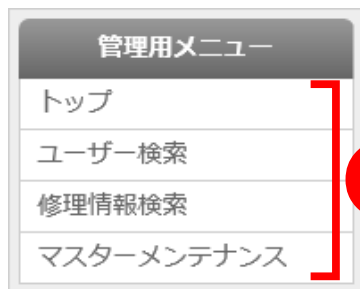 管理用メニュー
トップ
ユーザー検索
修理情報検索
マスターメンテナンス